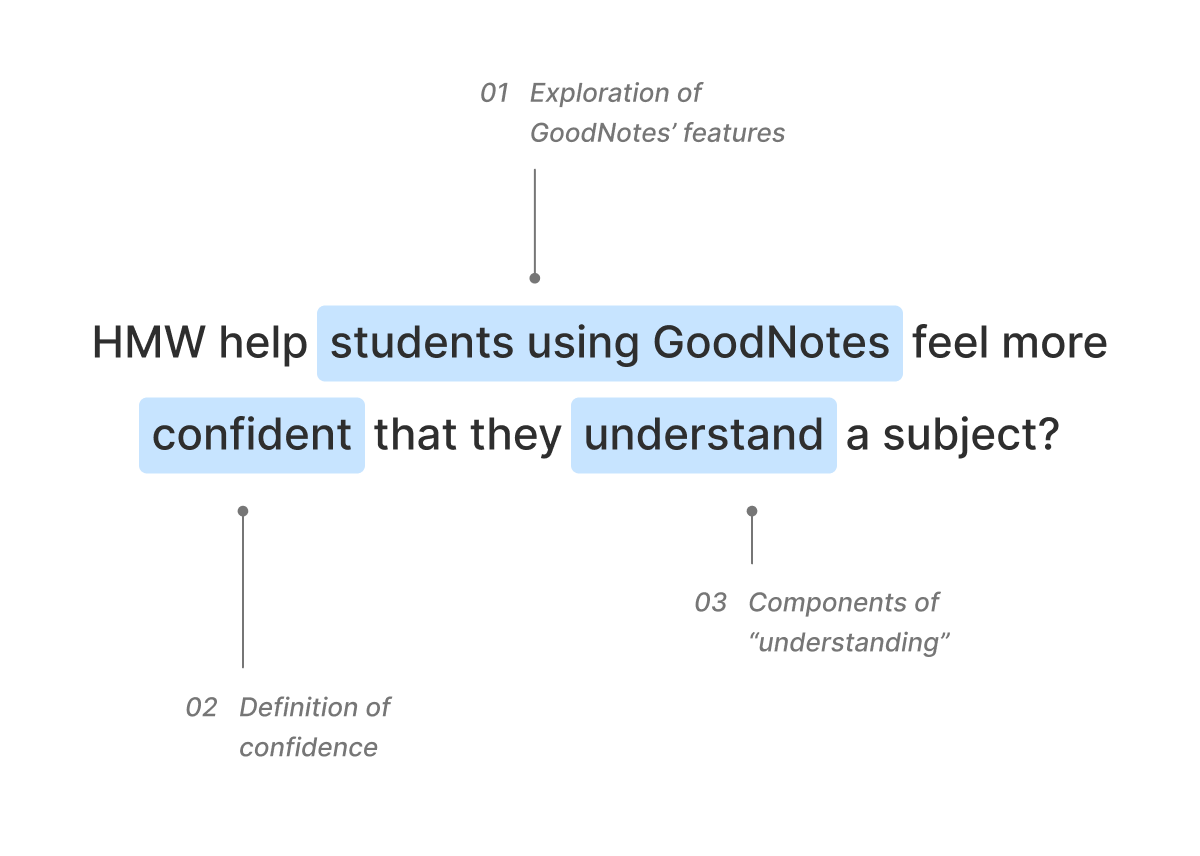 01 Exploration of
GoodNotes’ features
HMW help students using GoodNotes feel more
confident that they understand a subject?
03 Components of
“understanding”
02 Definition of
confidence